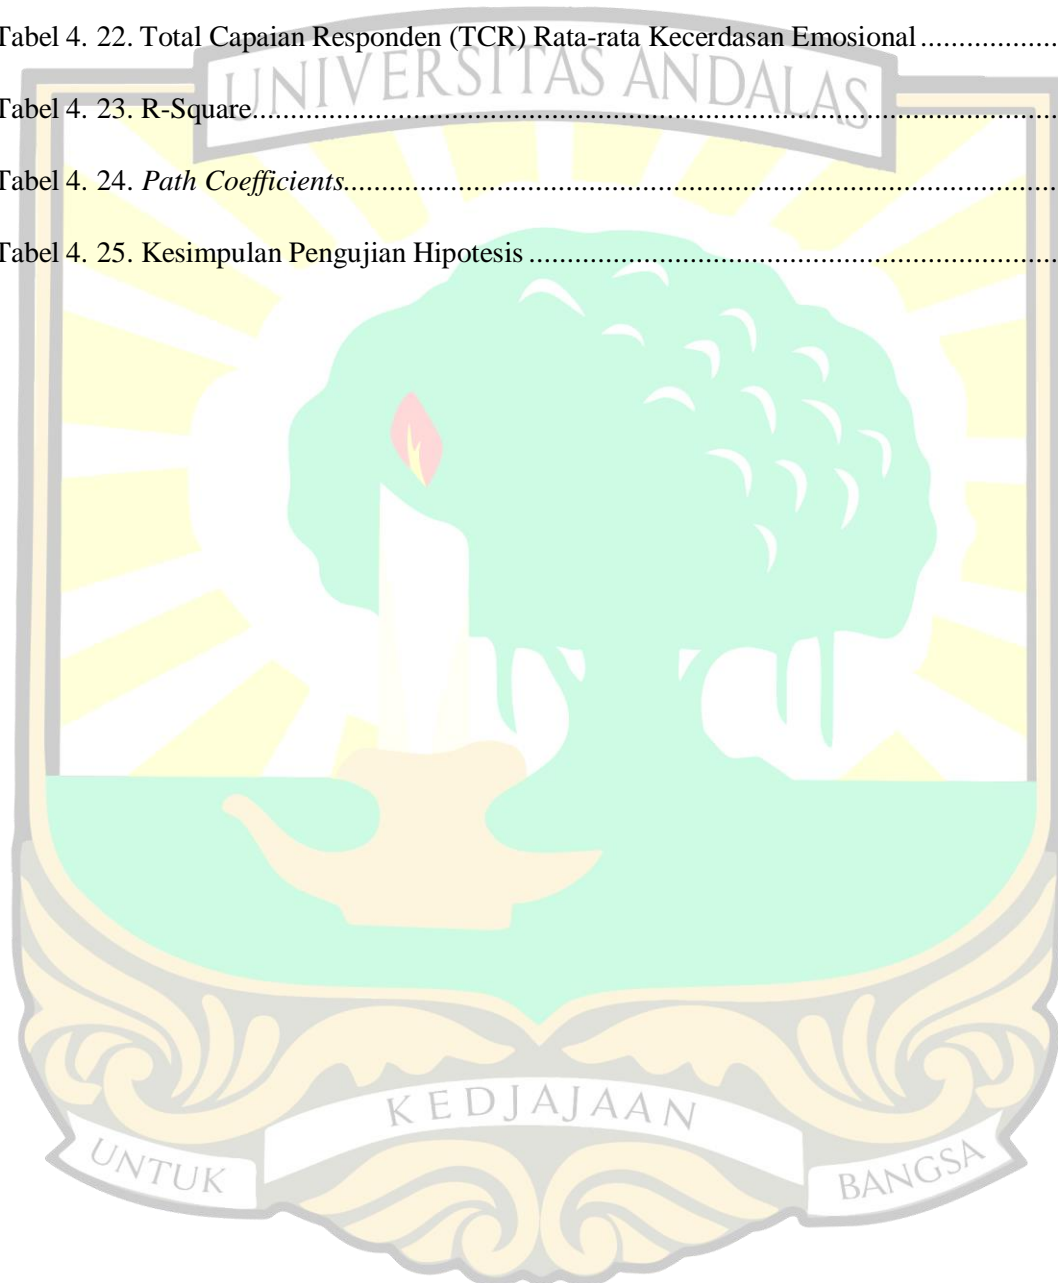 Tabel 4. 22. Total Capaian Responden (TCR) Rata-rata Kecerdasan Emosional...................
UNIVERSITAS ANDALAS
Tabel 4. 23. R-Square.........................................................................................................
Tabel 4. 24. Path Coefficients.............................................................................................
Tabel 4. 25. Kesimpulan Pengujian Hipotesis.....................................................................
KEDJAJAAN
UNTUK
BANGSA